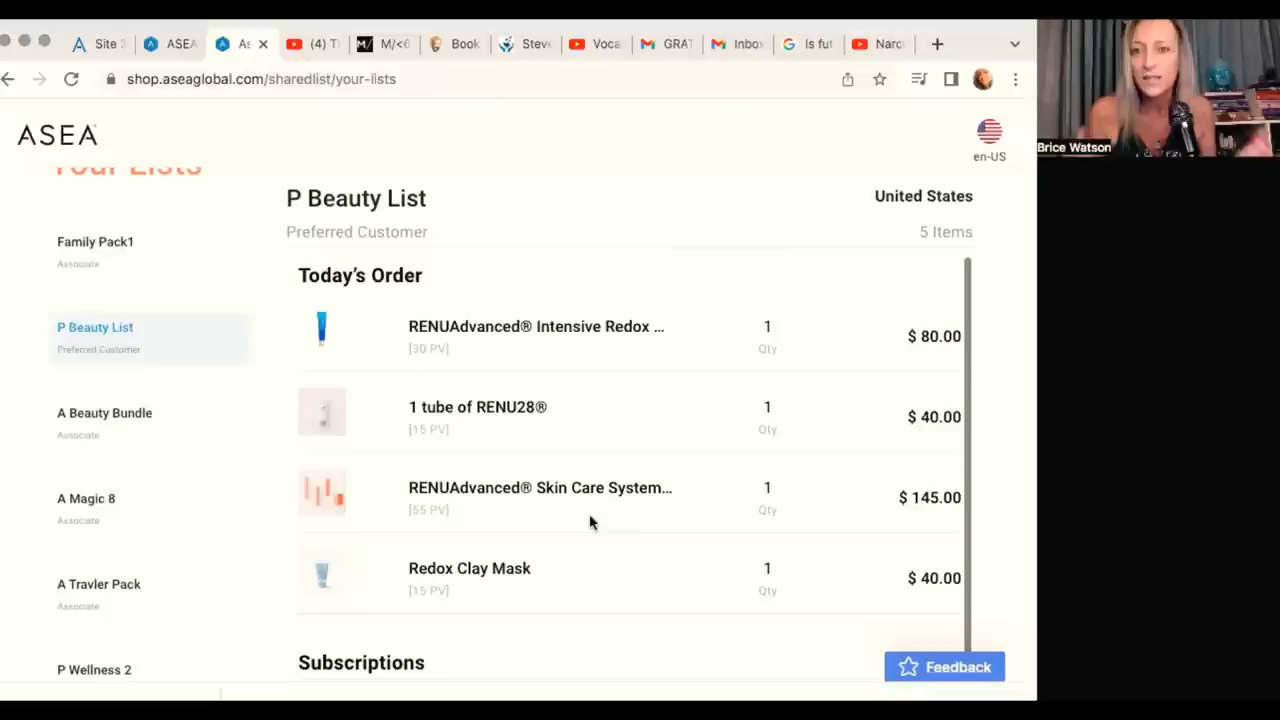 Site
ASEA
As
(4) T
M/<6
Book
Steve
Voca
GRAT
Inbox
Is fut
Narc
shop.aseaglobal.com/sharedlist/your-lists
ASEA
en-US
Your Lists
Brice Watson
P Beauty List
United States
Preferred Customer
5 Items
Family Pack1
Associate
P Beauty List
Preferred Customer
A Beauty Bundle
Associate
A Magic 8
Associate
A Travler Pack
Associate
P Wellness 2
Today's Order
RENUAdvanced® Intensive Redox ...
[30 PV]
1
Qty
$ 80.00
1 tube of RENU28®
[15 PV]
1
Qty
$ 40.00
RENUAdvanced® Skin Care System...
[55 PV]
1
Qty
$ 145.00
Redox Clay Mask
[15 PV]
1
Qty
$ 40.00
Subscriptions
Feedback